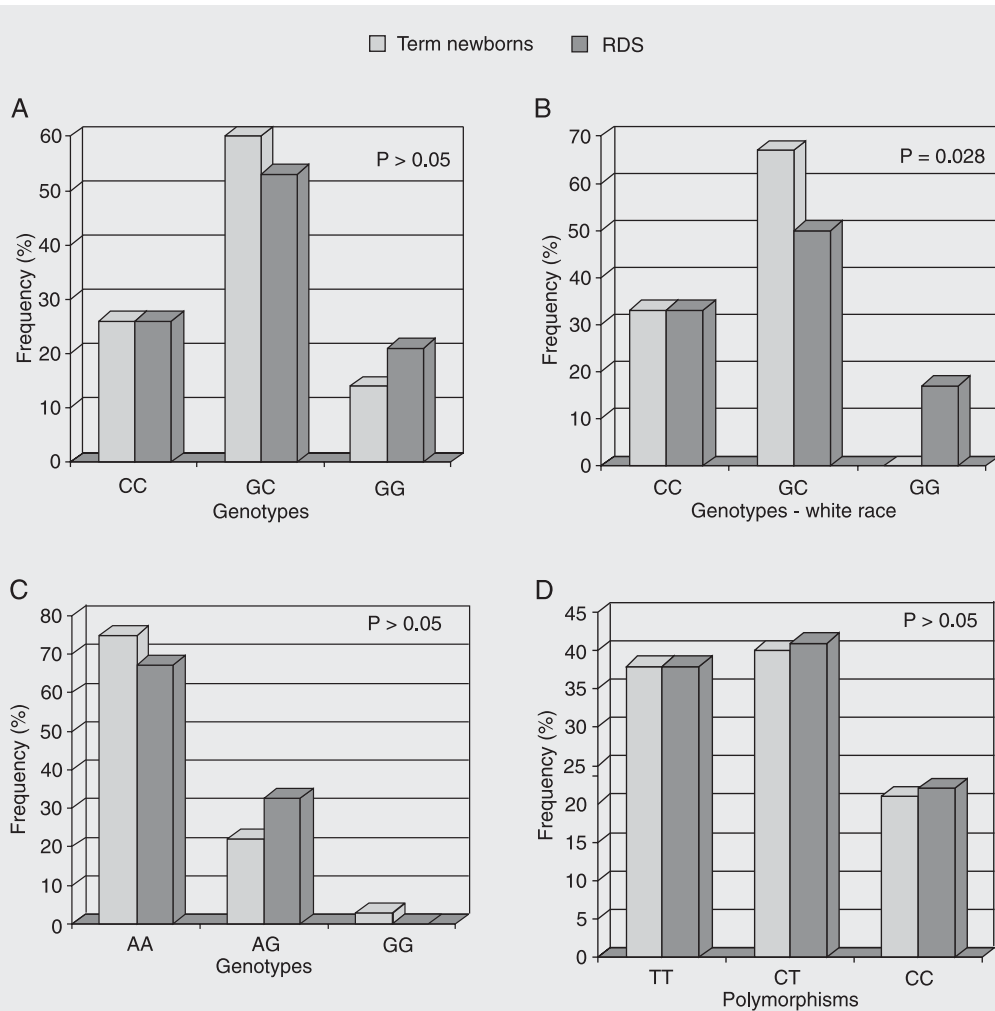 Term newborns RDS
A
P > 0.05
Frequency (%)
60
50
40
30
20
10
0
CC GC GG
Genotypes
B
P = 0.028
Frequency (%)
70
60
50
40
30
20
10
0
CC GC GG
Genotypes - white race
C
P > 0.05
Frequency (%)
80
70
60
50
40
30
20
10
0
AA AG GG
Genotypes
D
P > 0.05
Frequency (%)
45
40
35
30
25
20
15
10
5
0
TT CT CC
Polymorphisms